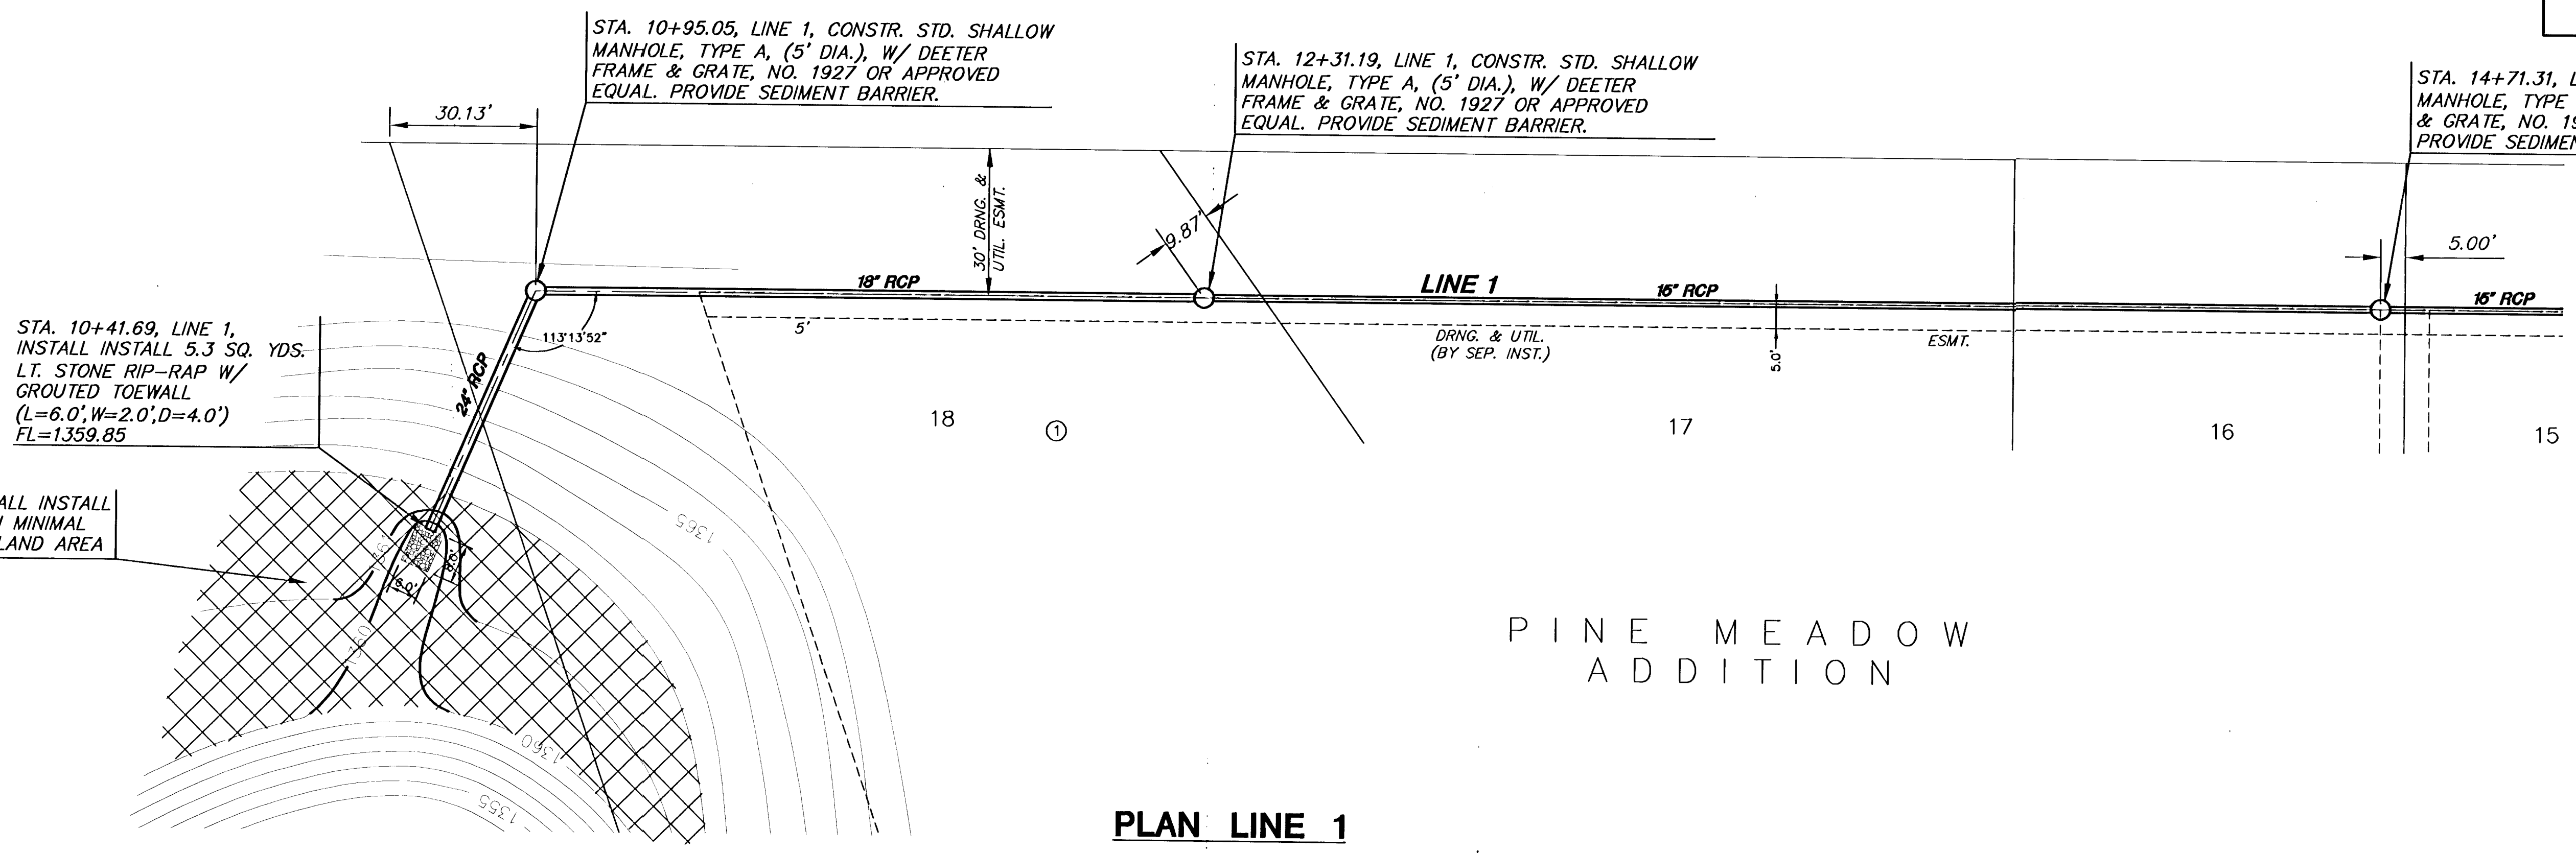 STA. 10+95.05, LINE 1, CONSTR. STD. SHALLOW
MANHOLE, TYPE A, (5' DIA.), W/ DEETER
FRAME & GRATE, NO. 1927 OR APPROVED
EQUAL. PROVIDE SEDIMENT BARRIER.
STA. 12+31.19, LINE 1, CONSTR. STD. SHALLOW
MANHOLE, TYPE A, (5' DIA.), W/ DEETER
FRAME & GRATE, NO. 1927 OR APPROVED
EQUAL. PROVIDE SEDIMENT BARRIER.
STA. 14+71.31, L
MANHOLE, TYPE
& GRATE, NO. 19
PROVIDE SEDIMEN
30.13'
30' DRNG. &
UTIL. ESMT.
9.87'
5.00'
18" RCP
LINE 1
15" RCP
15" RCP
STA. 10+41.69, LINE 1,
INSTALL INSTALL 5.3 SQ. YDS.
LT. STONE RIP-RAP W/
GROUTED TOEWALL
(L=6.0',W=2.0',D=4.0')
FL=1359.85
113°13'52"
24" RCP
5'
DRNG. & UTIL.
(BY SEP. INST.)
5.0'
ESMT.
18
1
17
16
15
ALL INSTALL
MINIMAL
LAND AREA
1365
8.0'
6.0'
1360
1360
1355
PINE MEADOW
ADDITION
PLAN LINE 1